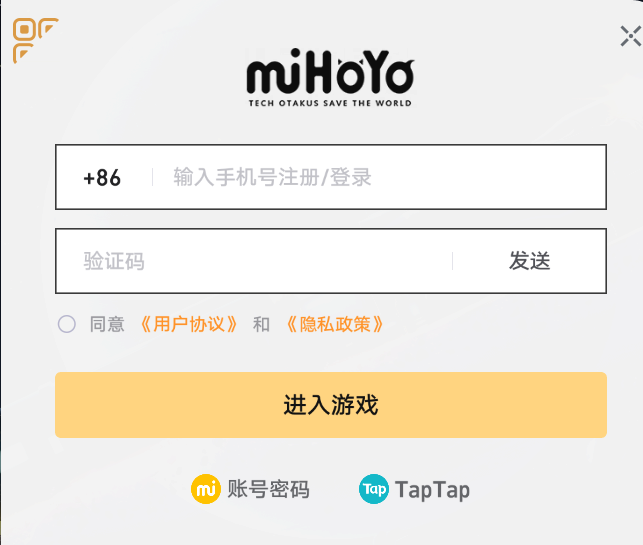 miHoYo
TECH OTAKUS SAVE THE WORLD
+86 输入手机号注册/登录
验证码 发送
同意 《用户协议》 和 《隐私政策》
进入游戏
mi 账号密码 Tap TapTap